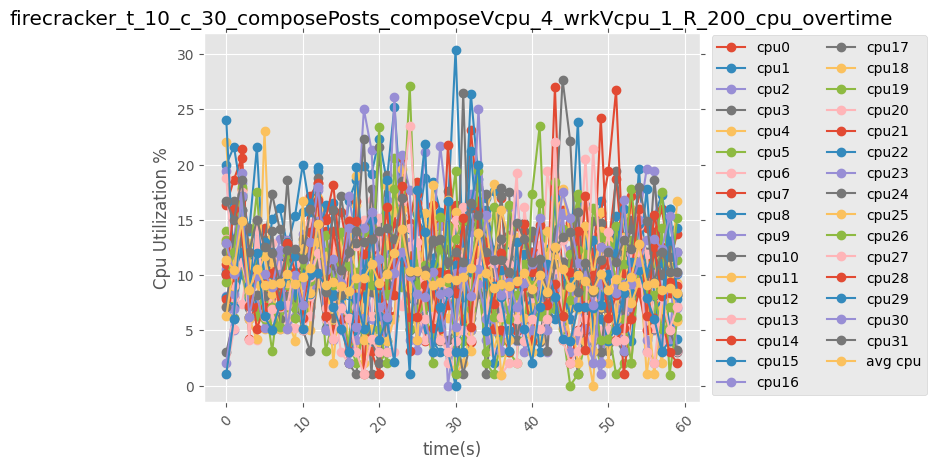 firecracker_t_10_c_30_composePosts_composeVcpu_4_wrkVcpu_1_R_200_cpu_overtime
Cpu Utilization %
30
25
20
15
10
5
0
0
10
20
30
40
50
60
time(s)
cpu0
cpu1
cpu2
cpu3
cpu4
cpu5
cpu6
cpu7
cpu8
cpu9
cpu10
cpu11
cpu12
cpu13
cpu14
cpu15
cpu16
cpu17
cpu18
cpu19
cpu20
cpu21
cpu22
cpu23
cpu24
cpu25
cpu26
cpu27
cpu28
cpu29
cpu30
cpu31
avg cpu